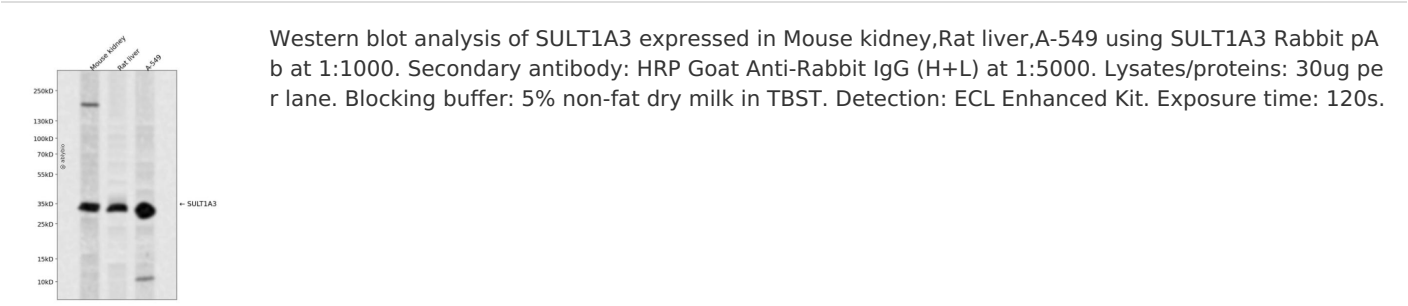 Western blot analysis of SULT1A3 expressed in Mouse kidney,Rat liver,A-549 using SULT1A3 Rabbit pA
b at 1:1000. Secondary antibody: HRP Goat Anti-Rabbit IgG (H+L) at 1:5000. Lysates/proteins: 30ug pe
r lane. Blocking buffer: 5% non-fat dry milk in TBST. Detection: ECL Enhanced Kit. Exposure time: 120s.
Mouse kidney
Rat liver
A-549
250kD
130kD
100kD
70kD
55kD
35kD
← SULT1A3
25kD
15kD
10kD